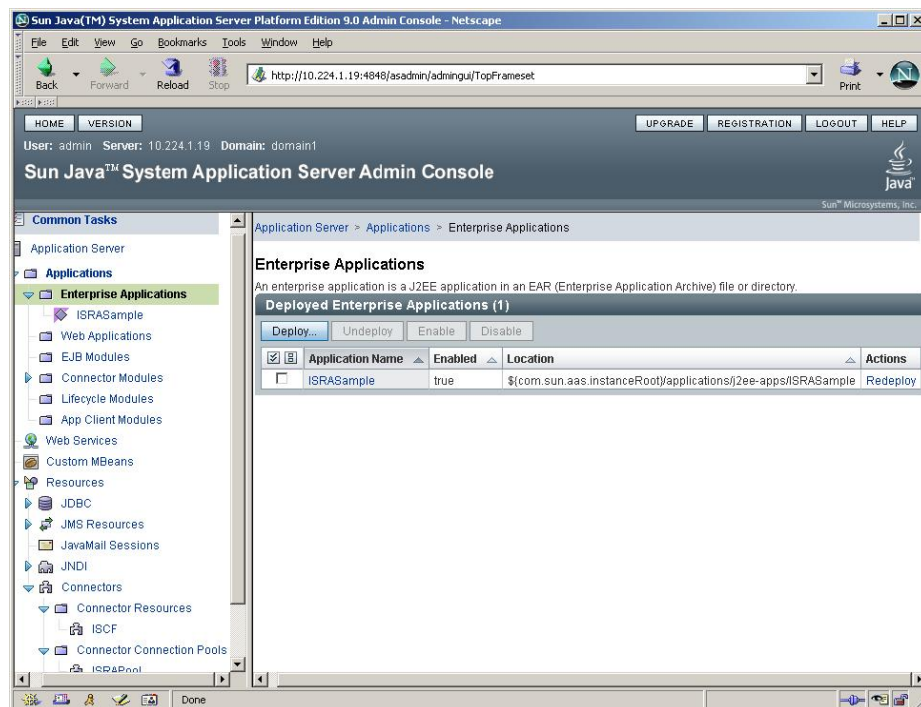 Sun Java(TM) System Application Server Platform Edition 9.0 Admin Console - Netscape
File Edit View Go Bookmarks Tools Window Help
Back Forward Reload Stop http://10.224.1.19:4848/asadmin/admingui/TopFrameset Print N
HOME VERSION UPGRADE REGISTRATION LOGOUT HELP
User: admin Server: 10.224.1.19 Domain: domain1
Sun Java™ System Application Server Admin Console
Java™
Sun™ Microsystems, Inc.
Common Tasks
Application Server
Applications
Enterprise Applications
ISRASample
Web Applications
EJB Modules
Connector Modules
Lifecycle Modules
App Client Modules
Web Services
Custom MBeans
Resources
JDBC
JMS Resources
JavaMail Sessions
JNDI
Connectors
Connector Resources
ISCF
Connector Connection Pools
ISRAPool
Application Server > Applications > Enterprise Applications
Enterprise Applications
An enterprise application is a J2EE application in an EAR (Enterprise Application Archive) file or directory.
Deployed Enterprise Applications (1)
Deploy... Undeploy Enable Disable
Application Name Enabled Location Actions
ISRASample true ${com.sun.aas.instanceRoot}/applications/j2ee-apps/ISRASample Redeploy
Done